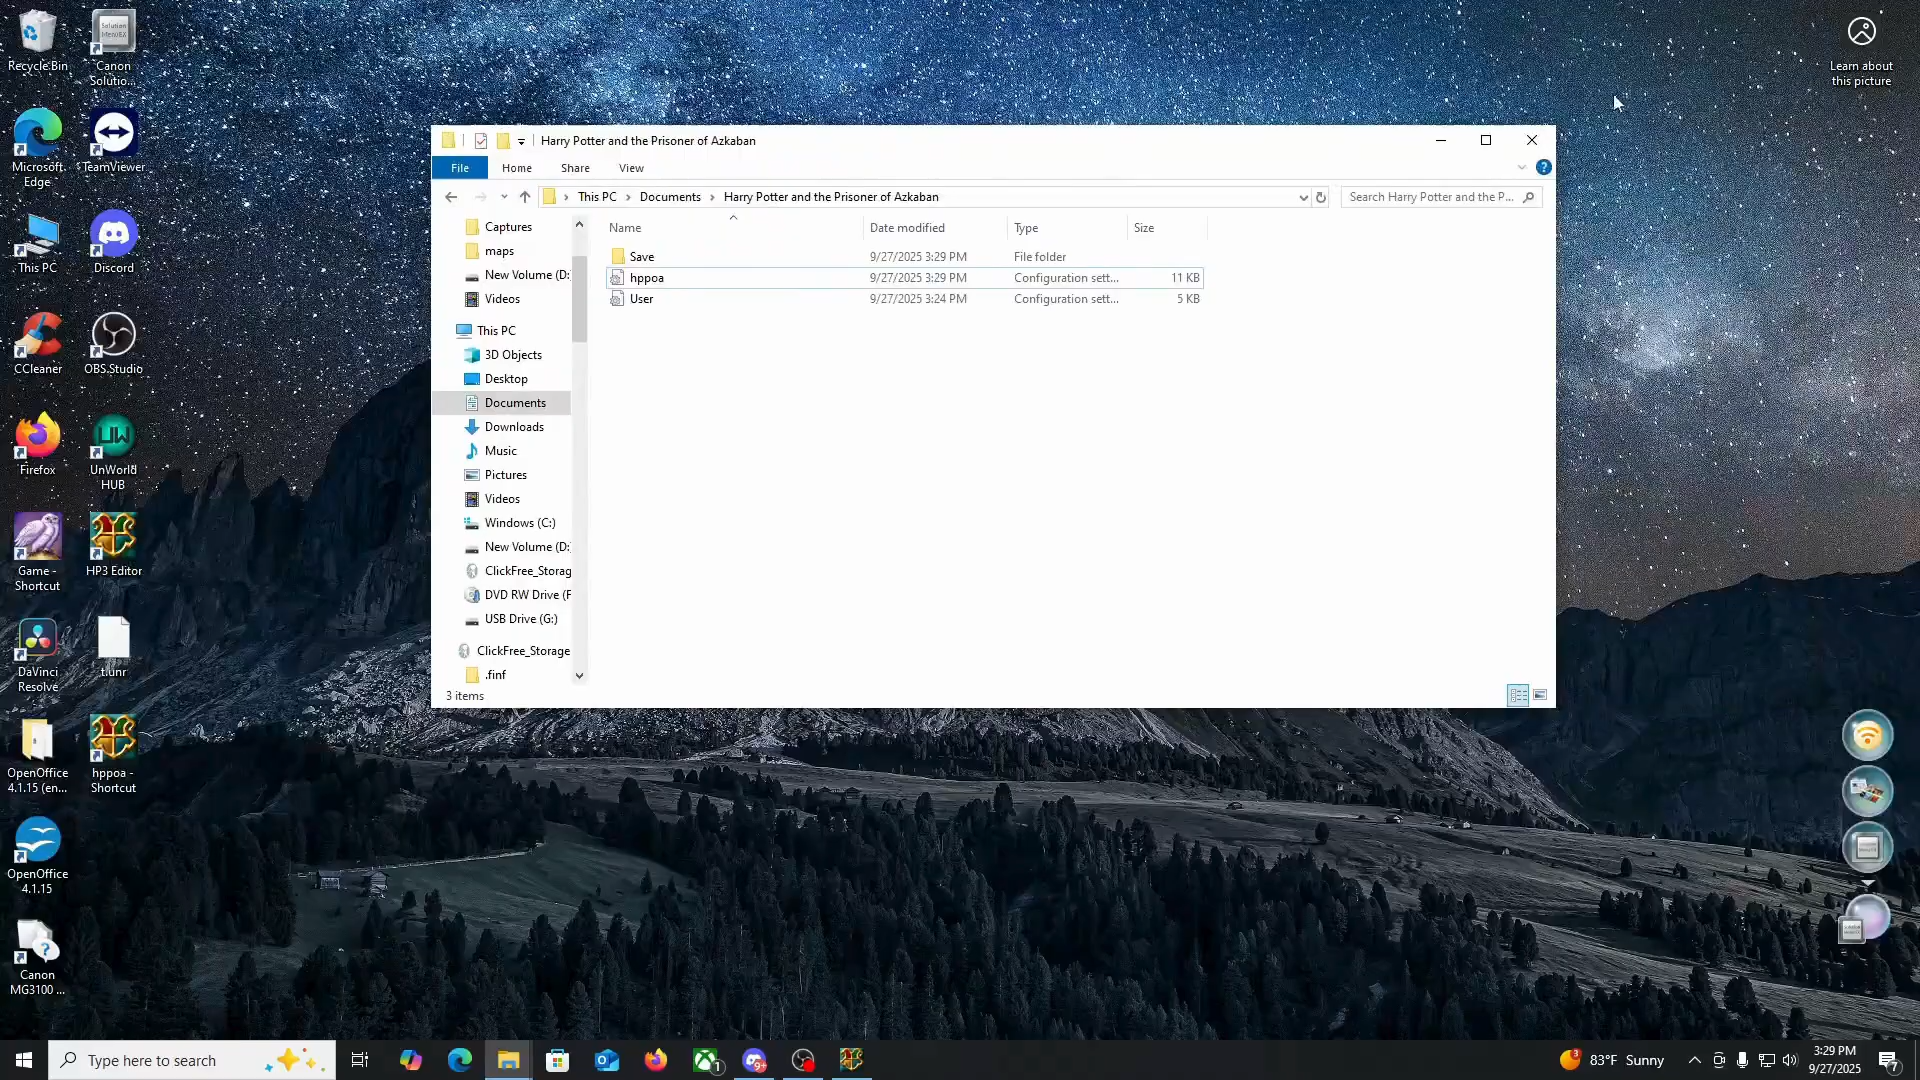 Recycle Bin
Canon
Solutio...
Microsoft
Edge
TeamViewer
This PC
Discord
CCleaner
OBS Studio
Firefox
UnWorld
HUB
Game -
Shortcut
HP3 Editor
DaVinci
Resolve
t.unr
OpenOffice
4.1.15 (en...
hppoa -
Shortcut
OpenOffice
4.1.15
Canon
MG3100 ...
Learn about
this picture
Harry Potter and the Prisoner of Azkaban
File Home Share View
This PC > Documents > Harry Potter and the Prisoner of Azkaban
Search Harry Potter and the P...
Captures
maps
New Volume (D:
Videos
This PC
3D Objects
Desktop
Documents
Downloads
Music
Pictures
Videos
Windows (C:)
New Volume (D:
ClickFree_Storag
DVD RW Drive (F
USB Drive (G:)
ClickFree_Storage
.finf
Name Date modified Type Size
Save 9/27/2025 3:29 PM File folder
hppoa 9/27/2025 3:29 PM Configuration sett... 11 KB
User 9/27/2025 3:24 PM Configuration sett... 5 KB
3 items
Type here to search
1
9+
3
83°F Sunny
3:29 PM
9/27/2025
7